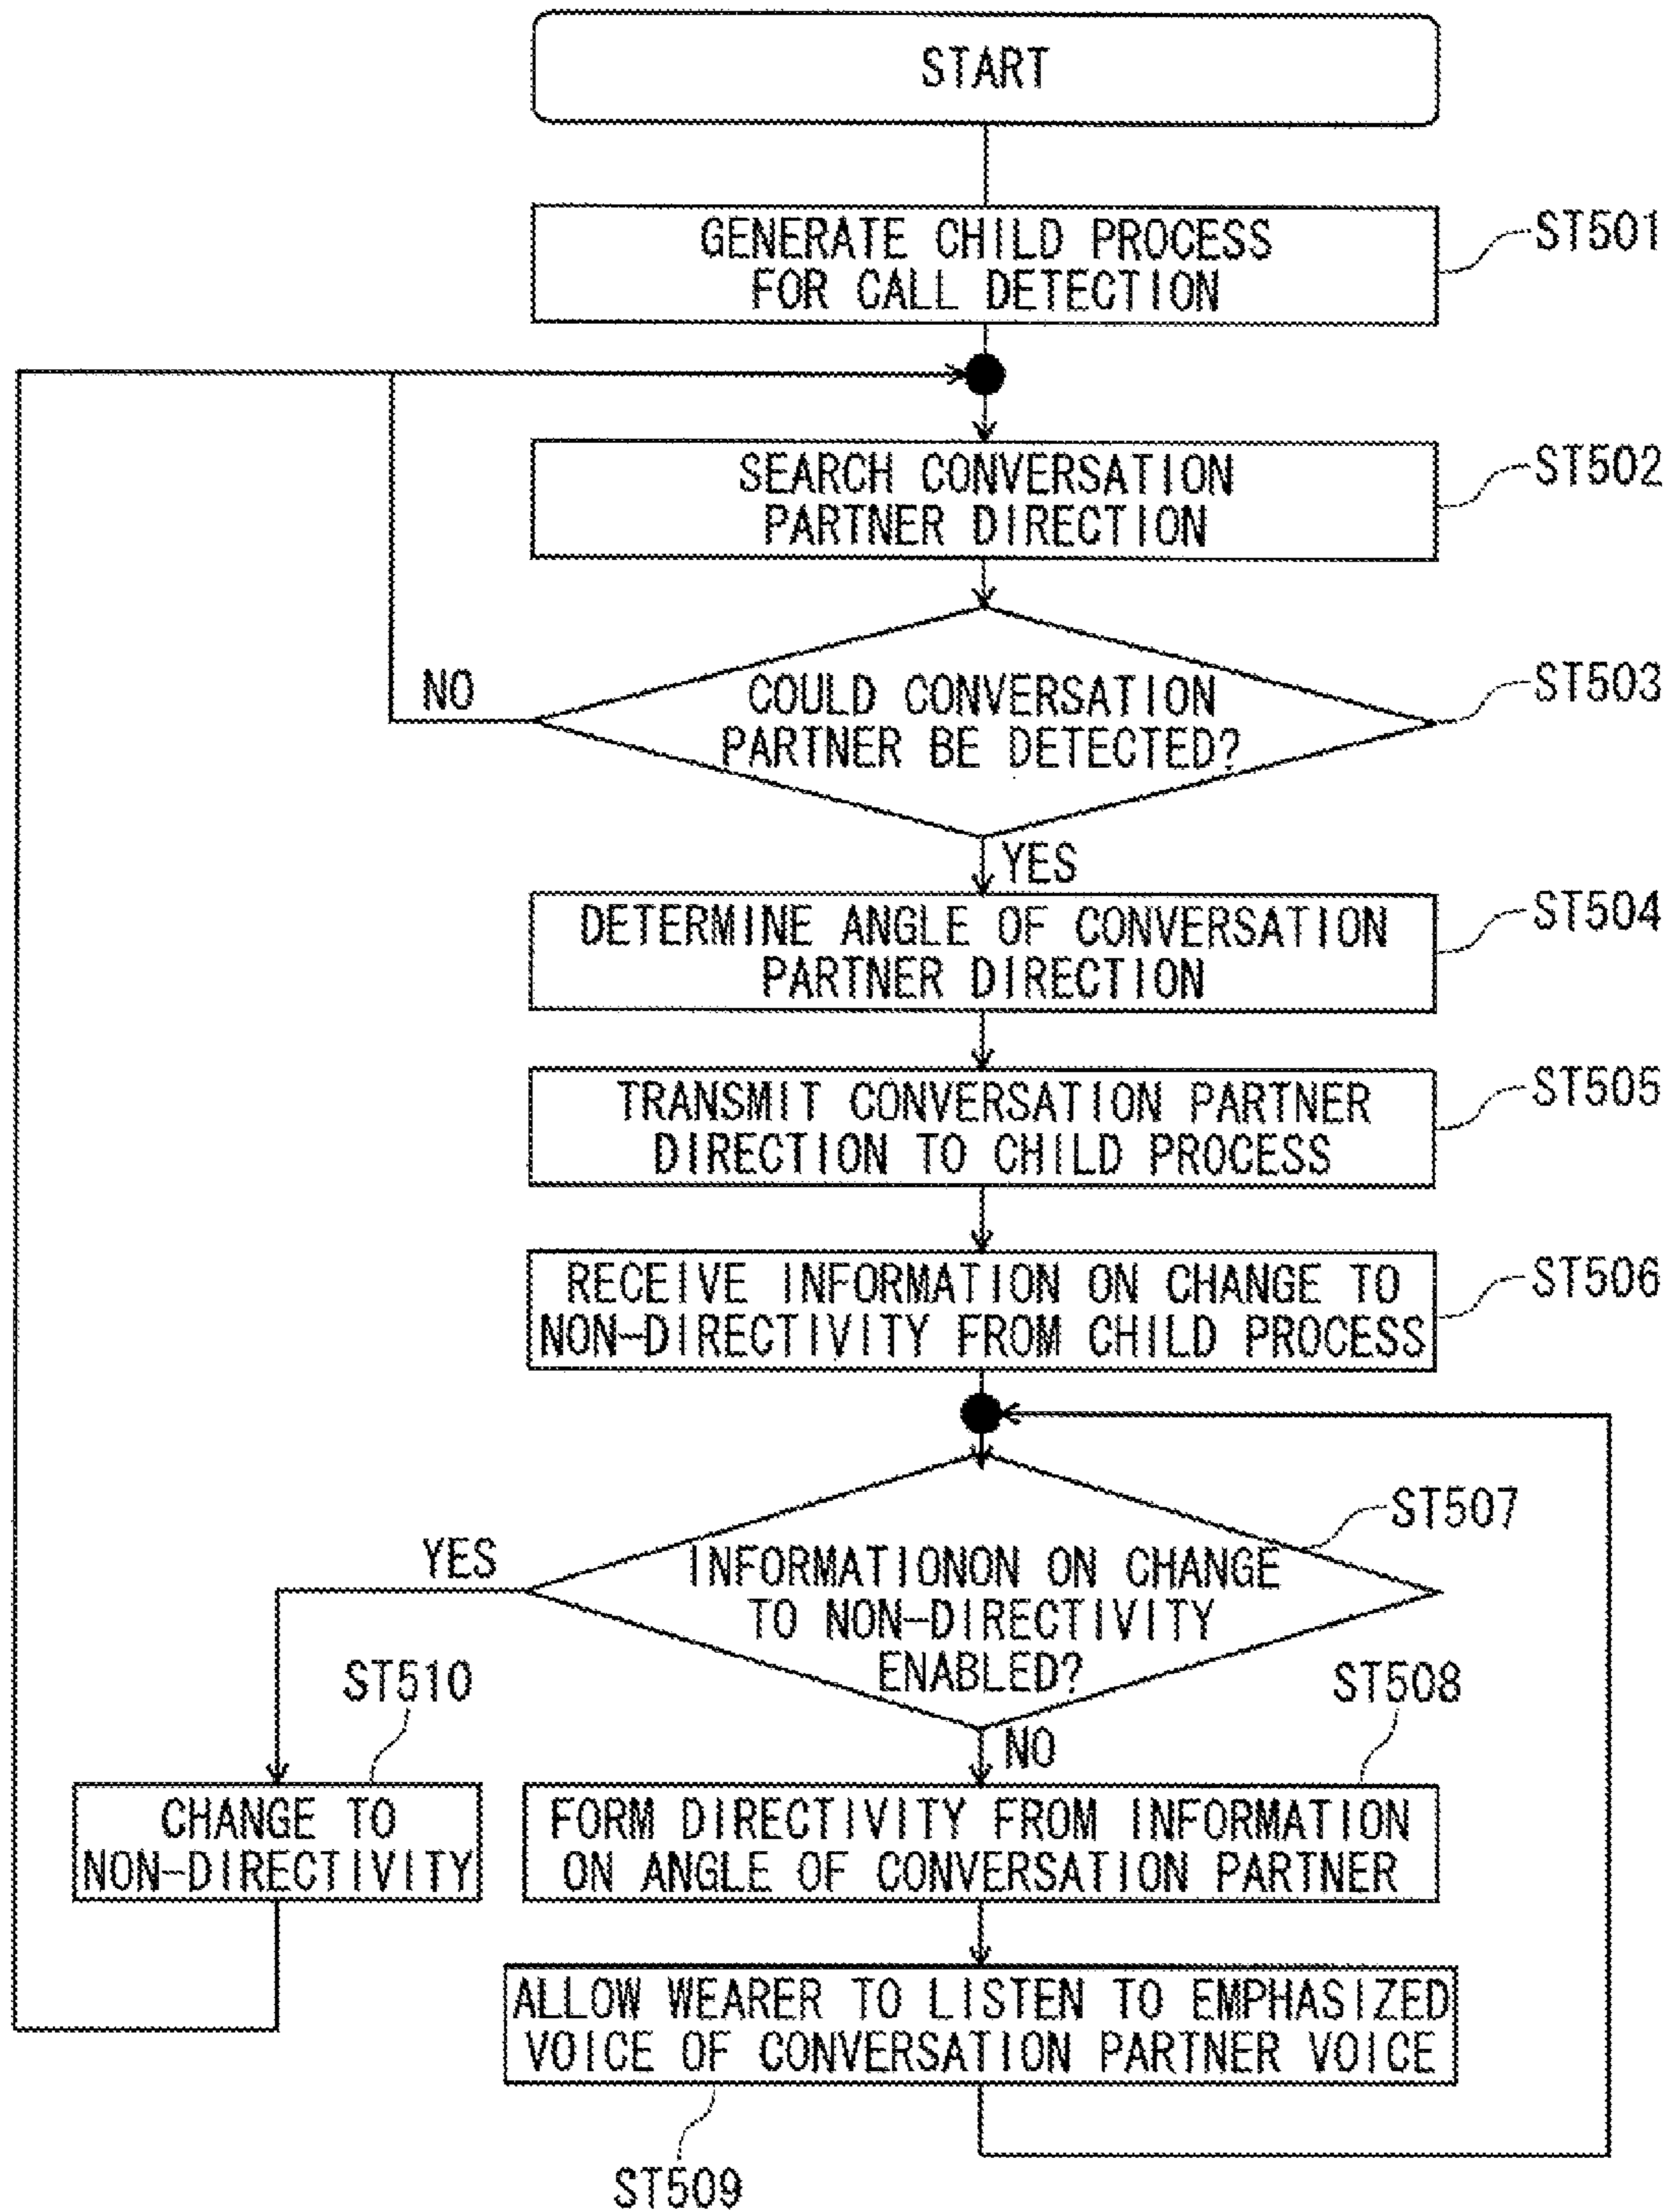 START
GENERATE CHILD PROCESS
FOR CALL DETECTION
ST501
SEARCH CONVERSATION
PARTNER DIRECTION
ST502
NO
COULD CONVERSATION
PARTNER BE DETECTED?
ST503
YES
DETERMINE ANGLE OF CONVERSATION
PARTNER DIRECTION
ST504
TRANSMIT CONVERSATION PARTNER
DIRECTION TO CHILD PROCESS
ST505
RECEIVE INFORMATION ON CHANGE TO
NON-DIRECTIVITY FROM CHILD PROCESS
ST506
ST507
YES
INFORMATIONON ON CHANGE
TO NON-DIRECTIVITY
ENABLED?
ST510
ST508
NO
CHANGE TO
NON-DIRECTIVITY
FORM DIRECTIVITY FROM INFORMATION
ON ANGLE OF CONVERSATION PARTNER
ALLOW WEARER TO LISTEN TO EMPHASIZED
VOICE OF CONVERSATION PARTNER VOICE
ST509